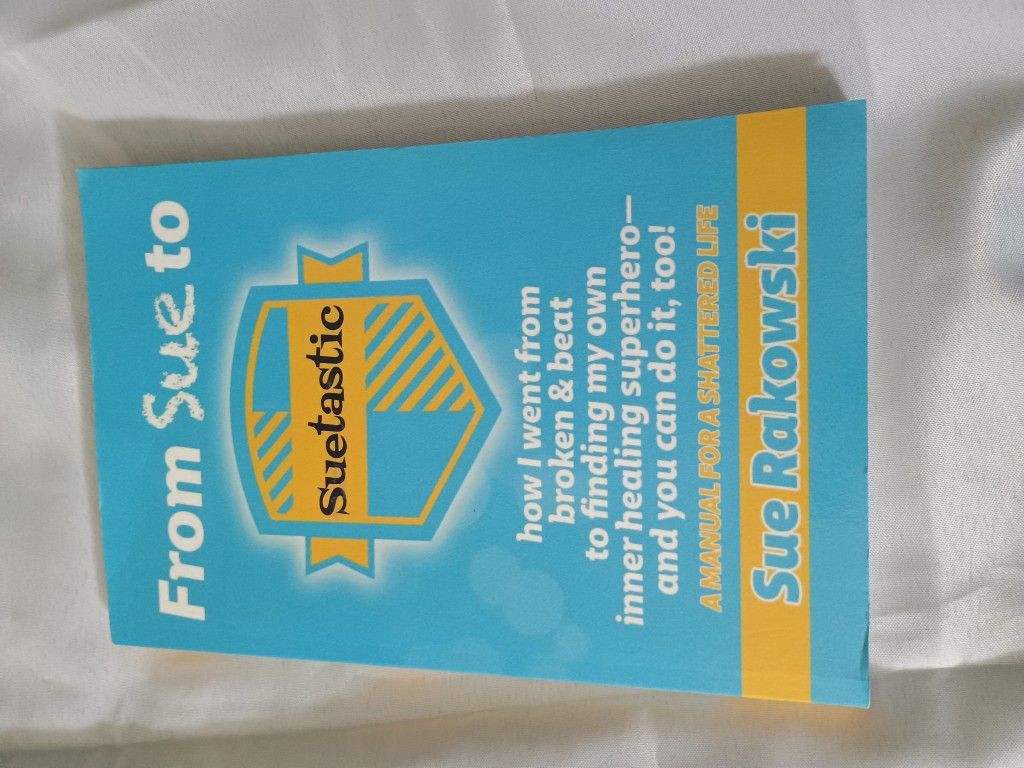 From Sue to
Suetastic
how I went from
broken & beat
to finding my own
inner healing superhero—
and you can do it, too!
A MANUAL FOR A SHATTERED LIFE
Sue Rakowski